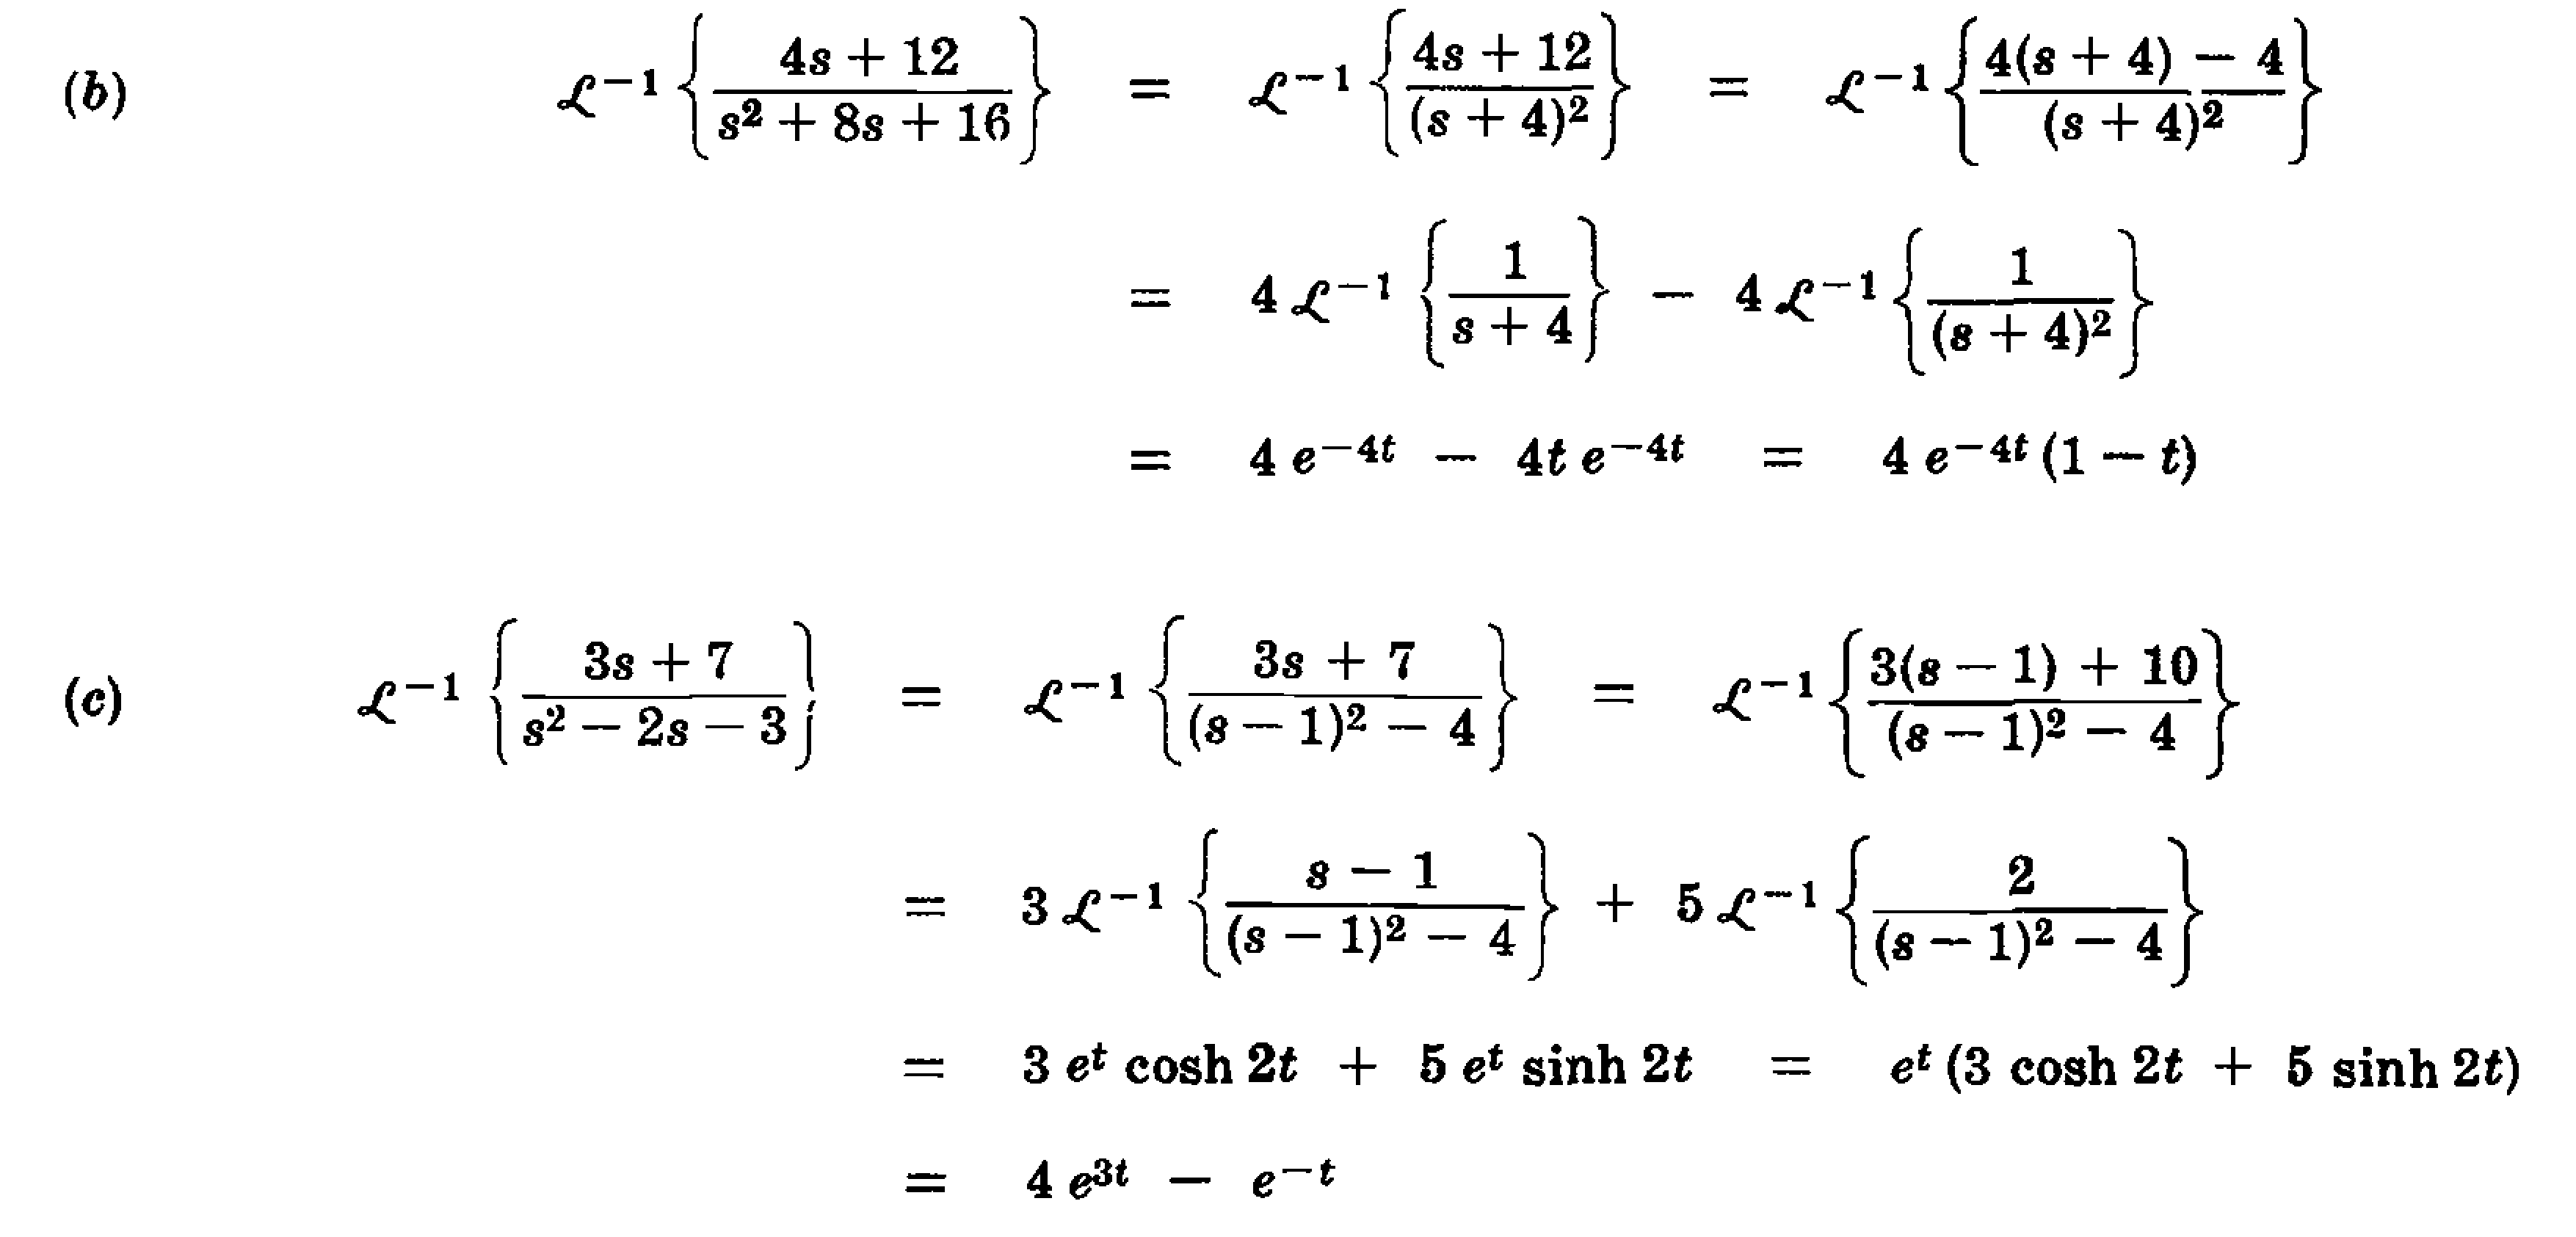 (b) ℒ⁻¹ {(4s + 12)/(s² + 8s + 16)} = ℒ⁻¹ {(4s + 12)/(s + 4)²} = ℒ⁻¹ {(4(s + 4) − 4)/(s + 4)²}
= 4 ℒ⁻¹ {1/(s + 4)} − 4 ℒ⁻¹ {1/(s + 4)²}
= 4 e⁻⁴ᵗ − 4t e⁻⁴ᵗ = 4 e⁻⁴ᵗ (1 − t)
(c) ℒ⁻¹ {(3s + 7)/(s² − 2s − 3)} = ℒ⁻¹ {(3s + 7)/((s − 1)² − 4)} = ℒ⁻¹ {(3(s − 1) + 10)/((s − 1)² − 4)}
= 3 ℒ⁻¹ {(s − 1)/((s − 1)² − 4)} + 5 ℒ⁻¹ {2/((s − 1)² − 4)}
= 3 eᵗ cosh 2t + 5 eᵗ sinh 2t = eᵗ (3 cosh 2t + 5 sinh 2t)
= 4 e³ᵗ − e⁻ᵗ